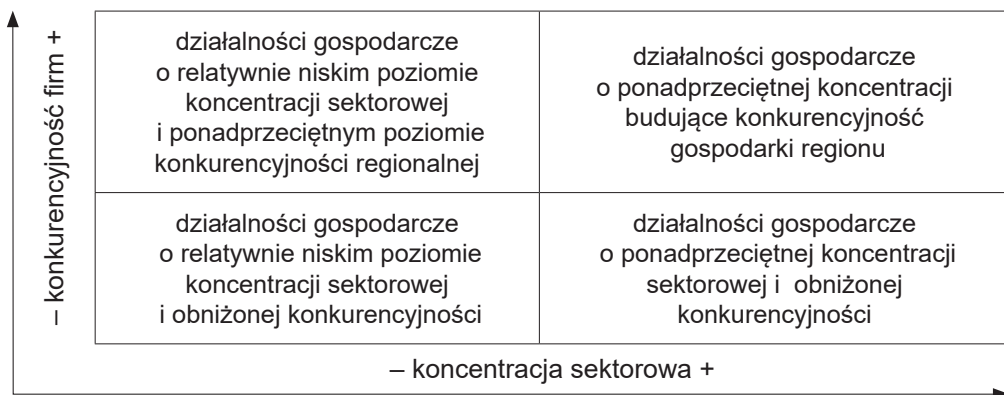 – konkurencyjność firm +
działalności gospodarcze
o relatywnie niskim poziomie
koncentracji sektorowej
i ponadprzeciętnym poziomie
konkurencyjności regionalnej
działalności gospodarcze
o ponadprzeciętnej koncentracji
budujące konkurencyjność
gospodarki regionu
działalności gospodarcze
o relatywnie niskim poziomie
koncentracji sektorowej
i obniżonej konkurencyjności
działalności gospodarcze
o ponadprzeciętnej koncentracji
sektorowej i obniżonej
konkurencyjności
– koncentracja sektorowa +